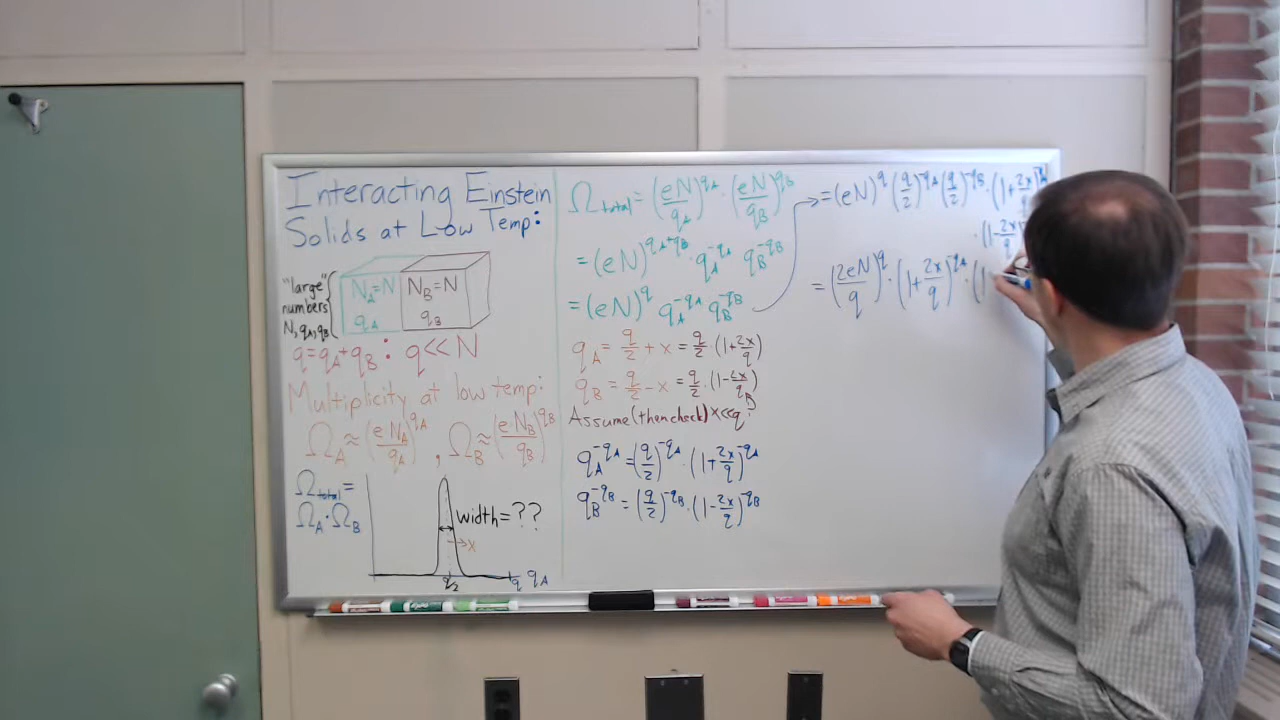 Interacting Einstein
Solids at Low Temp:
"large"
numbers
N, q_A, q_B
N_A=N
q_A
N_B=N
q_B
q=q_A+q_B: q<<N
Multiplicity at low temp:
Ω_A≈(e N_A/q_A)^q_A, Ω_B≈(e N_B/q_B)^q_B
Ω_total=
Ω_A·Ω_B
width=??
→x
q/2 q q_A
Ω_total=(eN/q_A)^q_A·(eN/q_B)^q_B
=(eN)^(q_A+q_B)·q_A^-q_A q_B^-q_B
=(eN)^q q_A^-q_A q_B^-q_B
q_A=q/2+x=q/2·(1+2x/q)
q_B=q/2-x=q/2·(1-2x/q)
Assume (then check) x<<q?
q_A^-q_A=(q/2)^-q_A·(1+2x/q)^-q_A
q_B^-q_B=(q/2)^-q_B·(1-2x/q)^-q_B
=(eN)^q (q/2)^-q_A (q/2)^-q_B·(1+2x/q
·(1-2x/q)
=(2eN/q)^q·(1+2x/q)^-q_A·(1